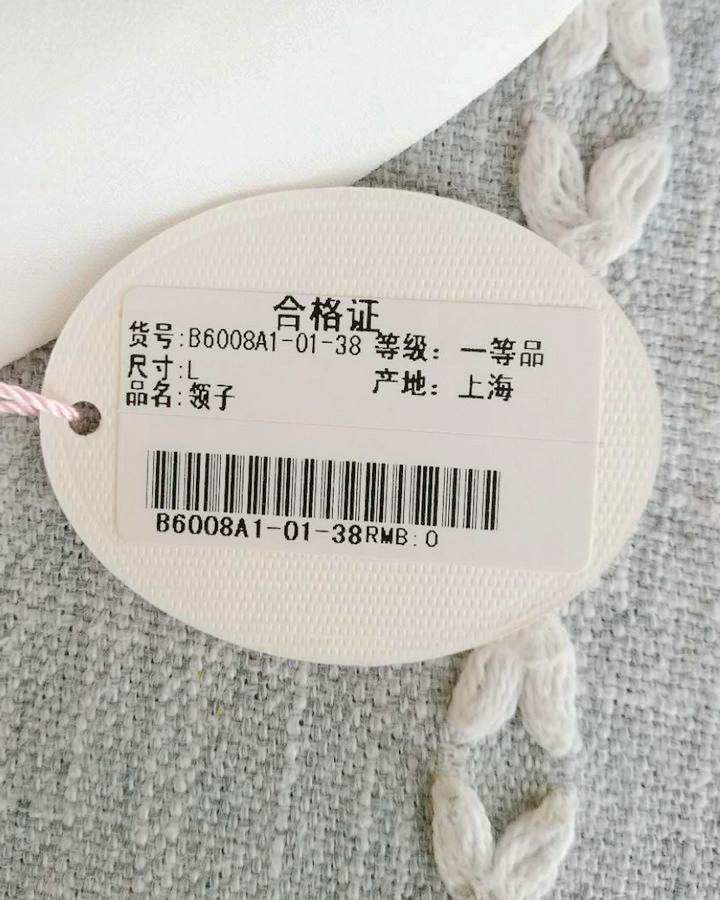 合格证
货号:B6008A1-01-38 等级：一等品
尺寸:L 产地：上海
品名:领子
B6008A1-01-38RMB:0